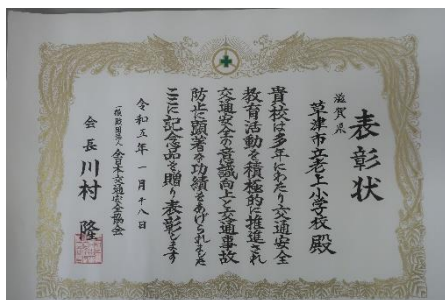 表彰状
滋賀県
草津市立老上小学校 殿
貴校は多年にわたり交通安全
教育活動を積極的に推進され
交通安全の意識向上と交通事故
防止に顕著な功績をあげられました
ここに記念品を贈り表彰します
令和五年一月十八日
一般財団法人 全日本交通安全協会
会長 川村 隆